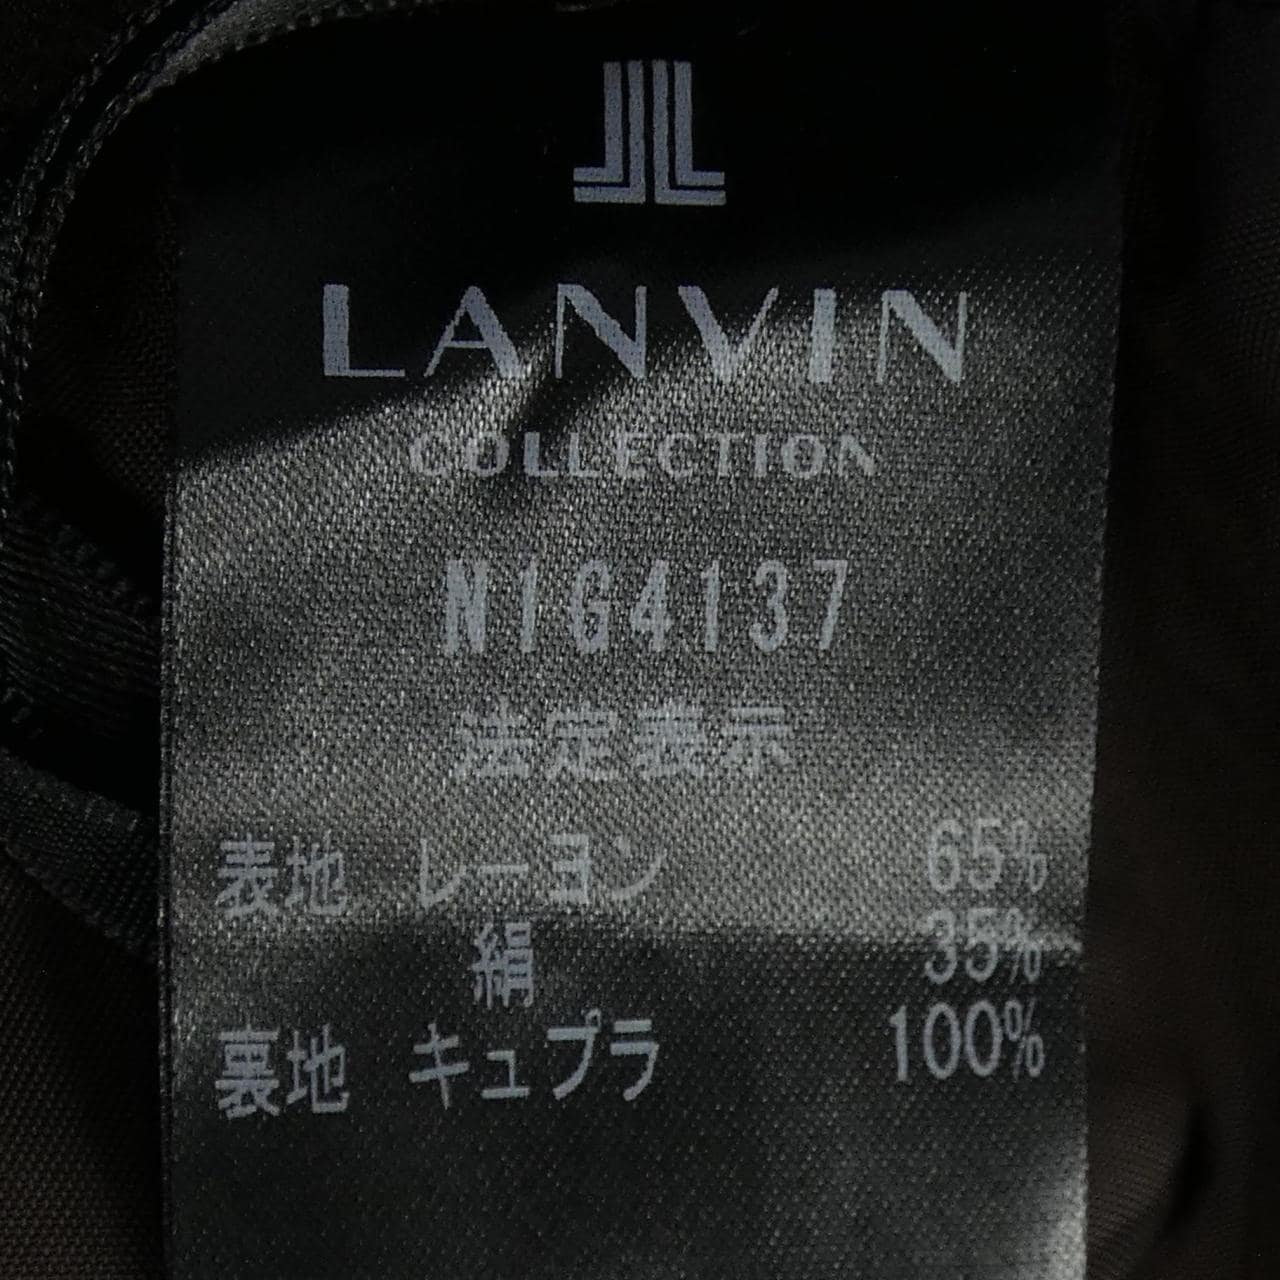 LANVIN
COLLECTION
N1G4137
法定表示
表地 レーヨン 65%
絹 35%
裏地 キュプラ 100%